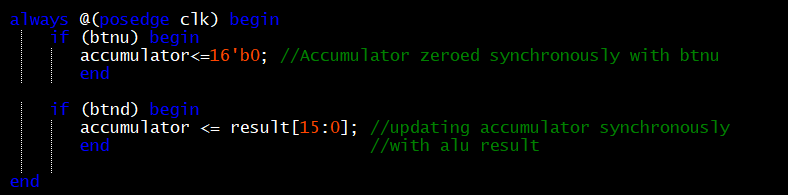 always @(posedge clk) begin
if (btnu) begin
accumulator<=16'b0; //Accumulator zeroed synchronously with btnu
end
if (btnd) begin
accumulator <= result[15:0]; //updating accumulator synchronously
end //with alu result
end